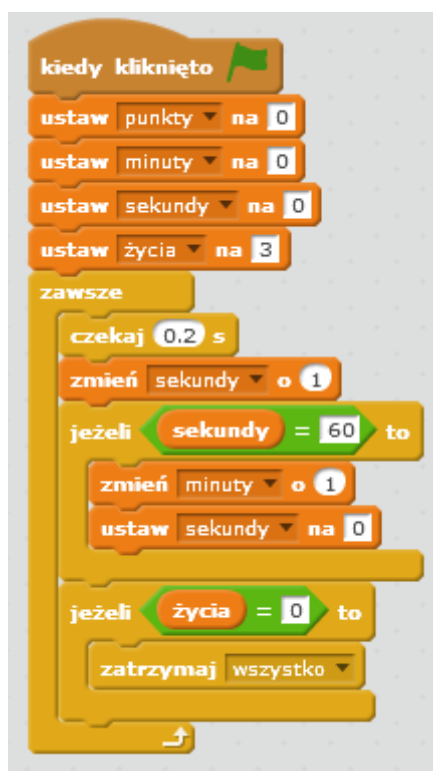 kiedy kliknięto
ustaw punkty na 0
ustaw minuty na 0
ustaw sekundy na 0
ustaw życia na 3
zawsze
czekaj 0.2 s
zmień sekundy o 1
jeżeli sekundy = 60 to
zmień minuty o 1
ustaw sekundy na 0
jeżeli życia = 0 to
zatrzymaj wszystko